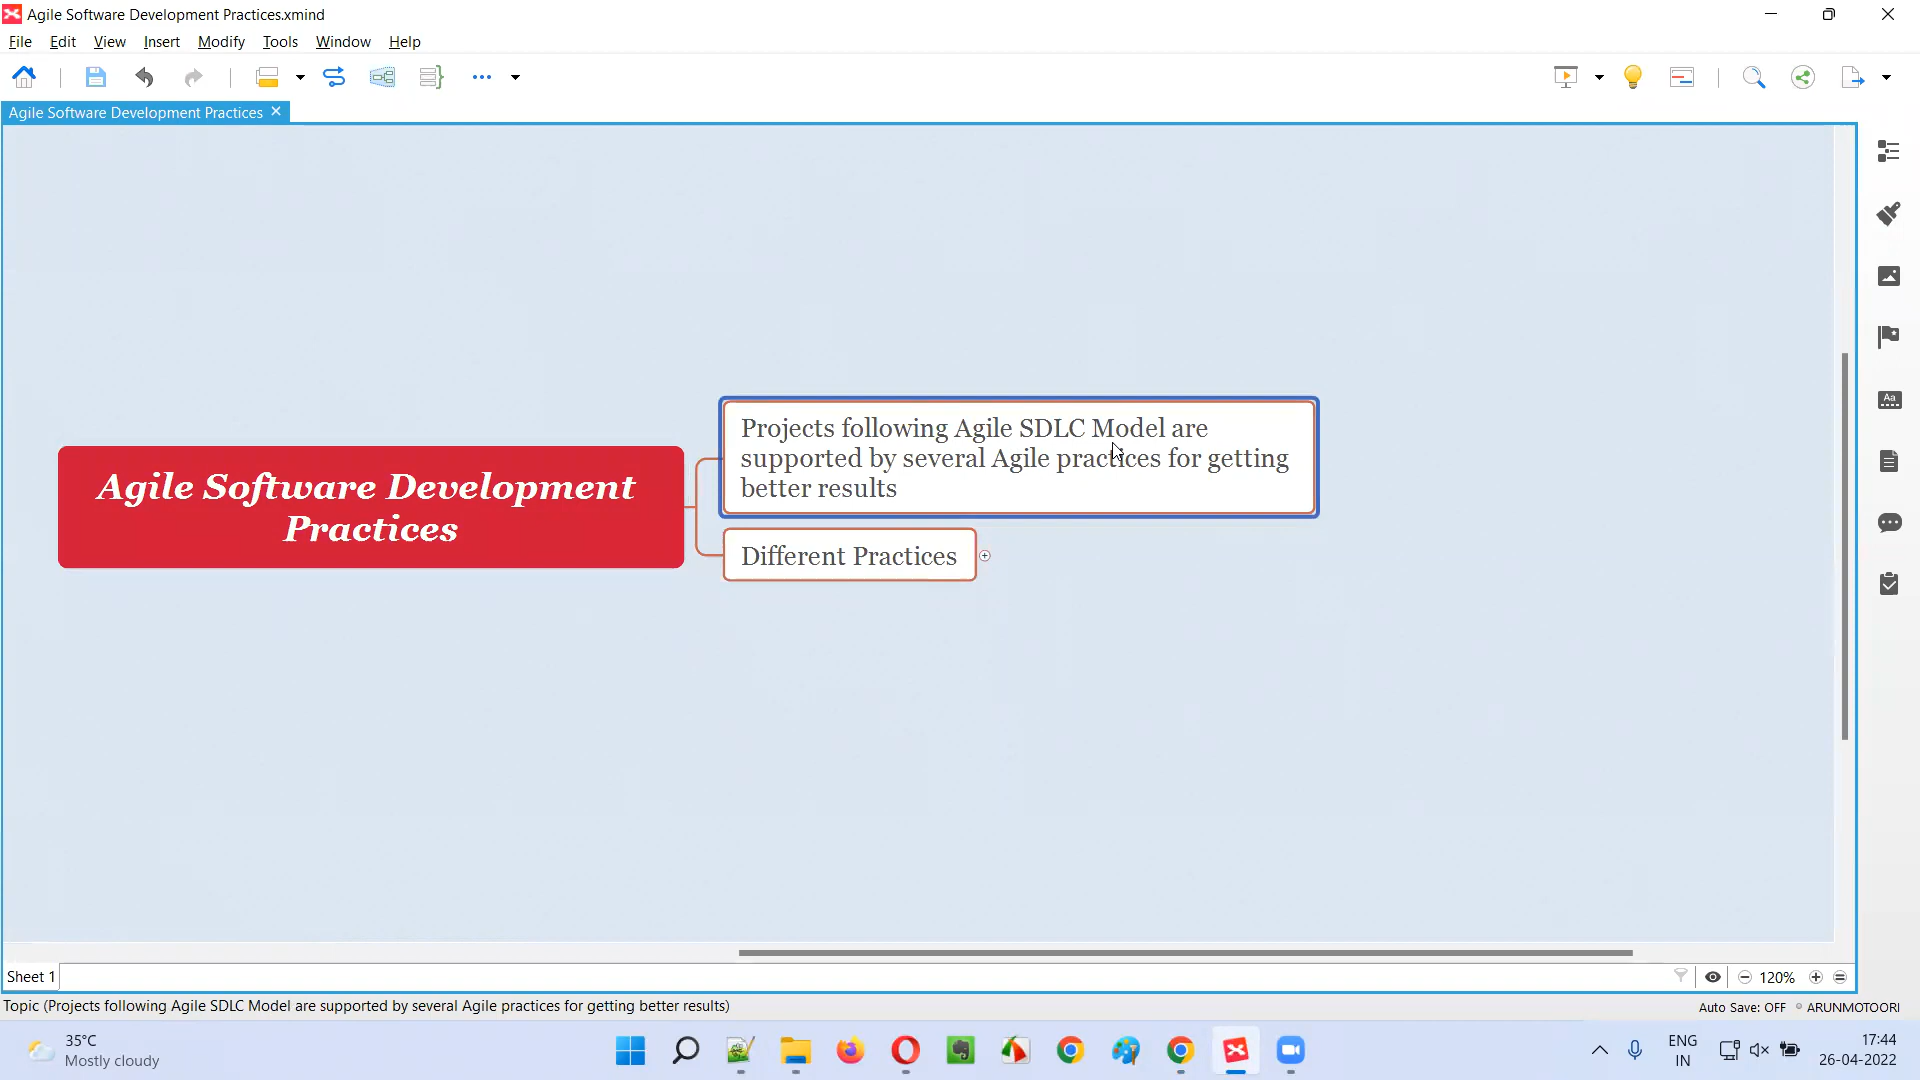 Agile Software Development Practices.xmind
File Edit View Insert Modify Tools Window Help
Agile Software Development Practices
Agile Software Development
Practices
Projects following Agile SDLC Model are
supported by several Agile practices for getting
better results
Different Practices
Aa
Sheet 1
120%
Topic (Projects following Agile SDLC Model are supported by several Agile practices for getting better results)
Auto Save: OFF ARUNMOTOORI
35°C
Mostly cloudy
ENG
IN
17:44
26-04-2022